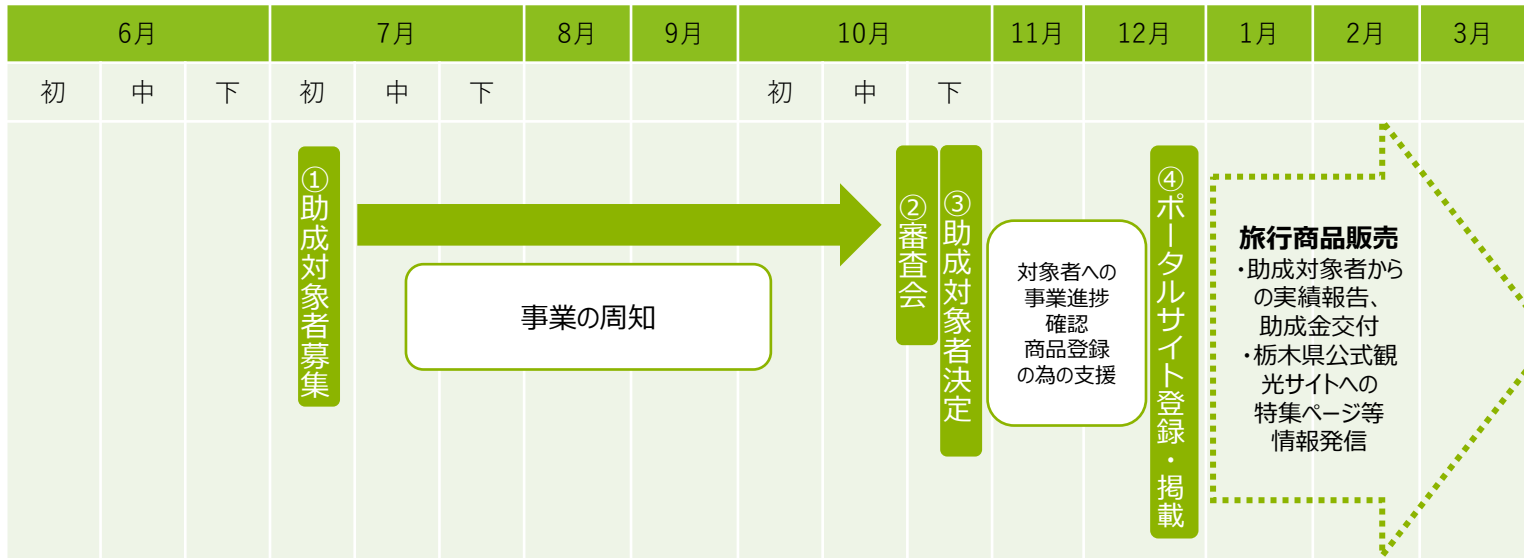 6月 7月 8月 9月 10月 11月 12月 1月 2月 3月
初 中 下 初 中 下 初 中 下
①助成対象者募集
事業の周知
②審査会
③助成対象者決定
対象者への
事業進捗
確認
商品登録
の為の支援
④ポータルサイト登録・掲載
旅行商品販売
・助成対象者から
の実績報告、
助成金交付
・栃木県公式観
光サイトへの
特集ページ等
情報発信